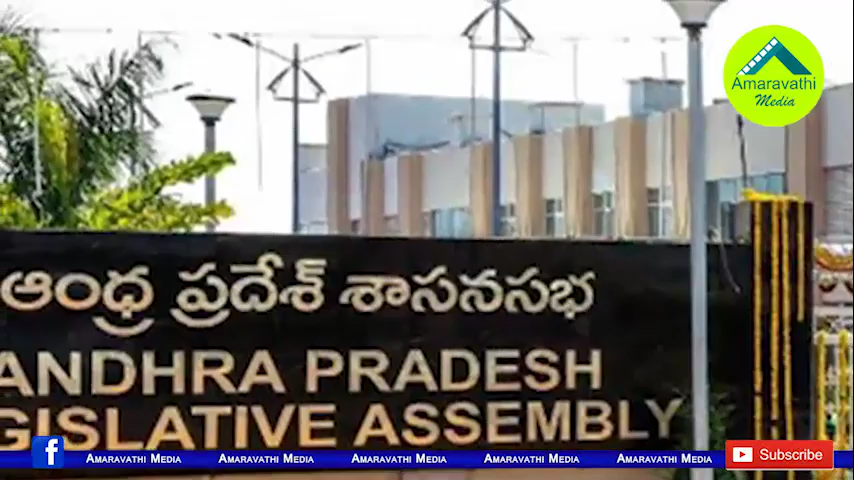 Amaravathi
Media
ఆంధ్ర ప్రదేశ్ శాసనసభ
ANDHRA PRADESH
GISLATIVE ASSEMBLY
f Amaravathi Media Amaravathi Media Amaravathi Media Amaravathi Media Amaravathi Media Subscribe